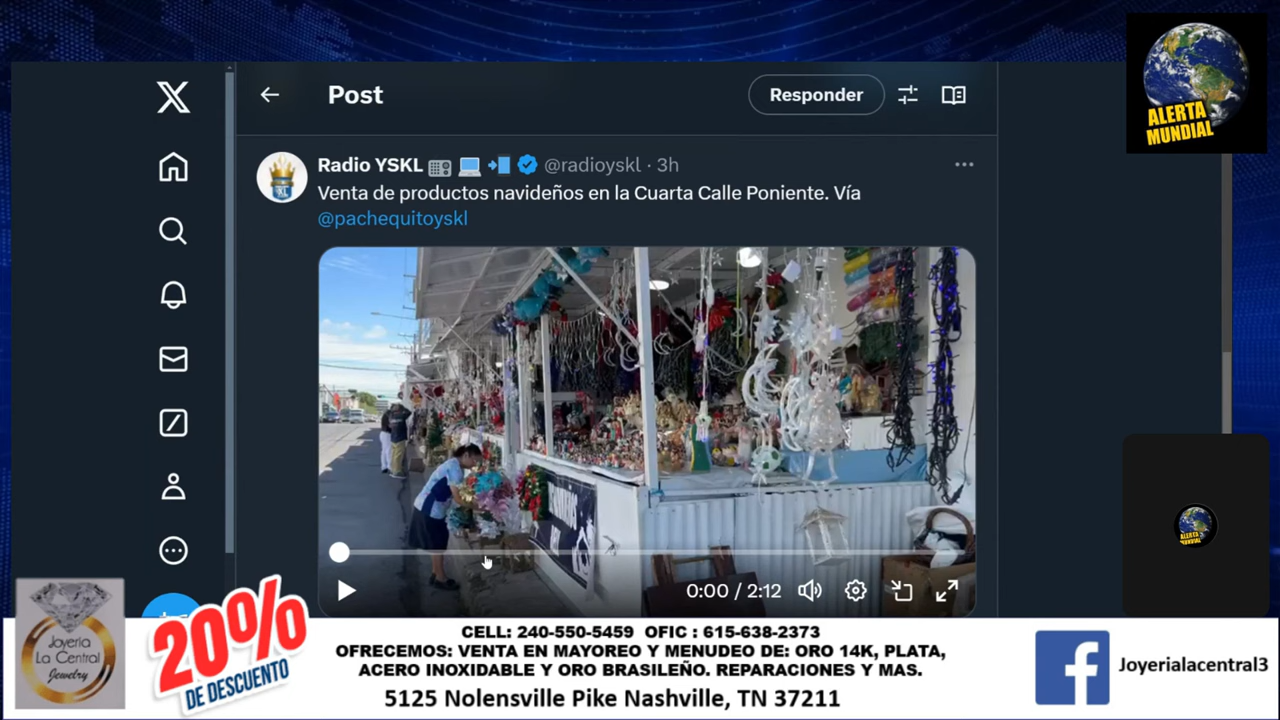 Post
Responder
ALERTA
MUNDIAL
Radio YSKL @radioyskl · 3h
Venta de productos navideños en la Cuarta Calle Poniente. Vía
@pachequitoyskl
0:00 / 2:12
ALERTA
Joyeria
La Central
Jewelry
20%
DE DESCUENTO
CELL: 240-550-5459 OFIC : 615-638-2373
OFRECEMOS: VENTA EN MAYOREO Y MENUDEO DE: ORO 14K, PLATA,
ACERO INOXIDABLE Y ORO BRASILEÑO. REPARACIONES Y MAS.
5125 Nolensville Pike Nashville, TN 37211
Joyerialacentral3